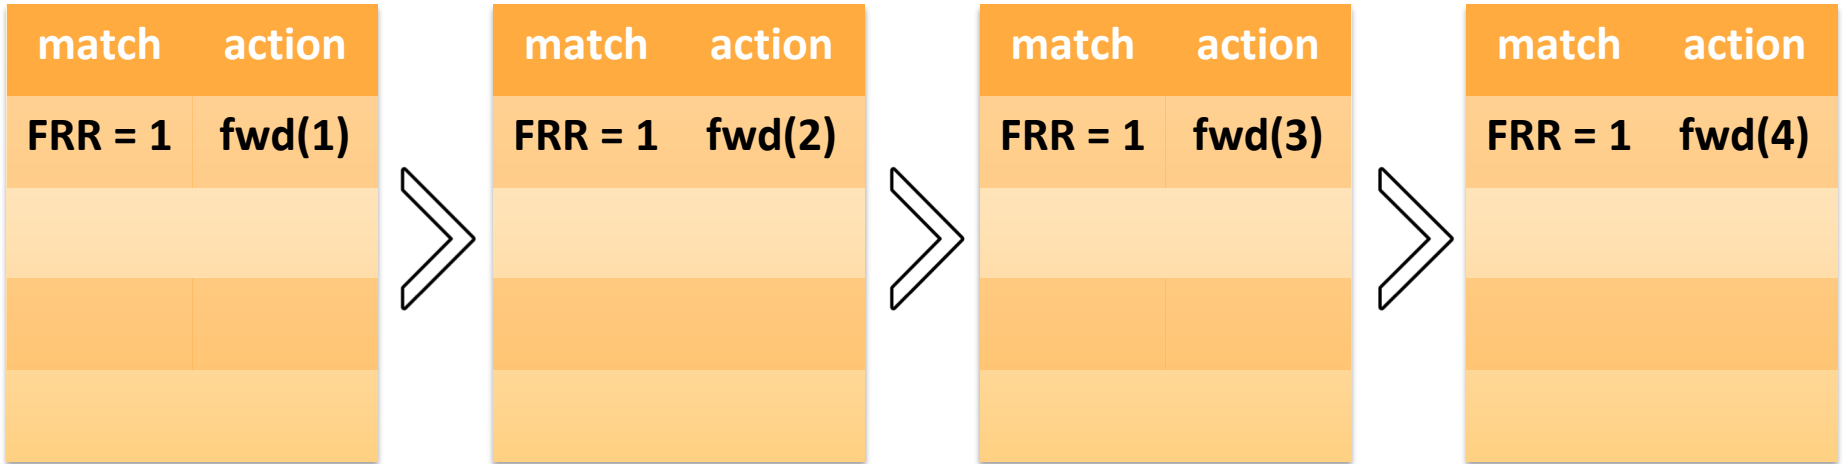 match action match action match action match action
FRR = 1 fwd(1) FRR = 1 fwd(2) FRR = 1 fwd(3) FRR = 1 fwd(4)